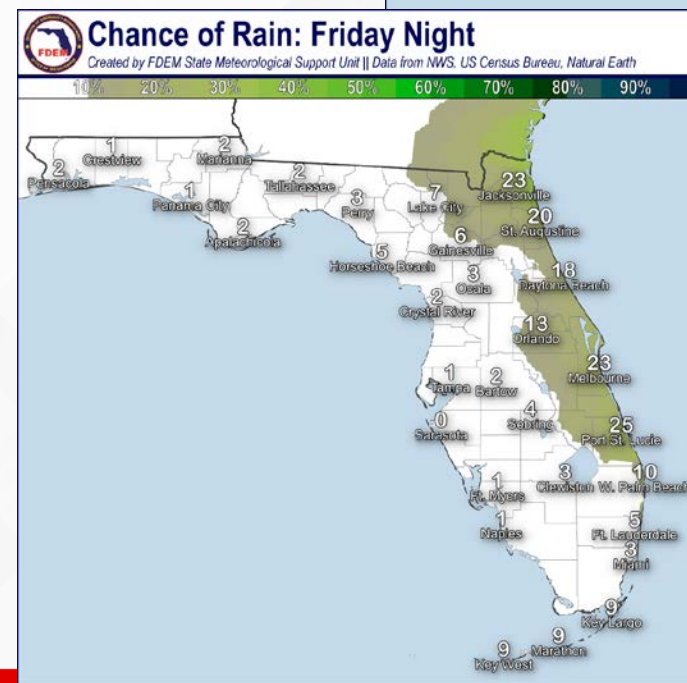 FDEM
Chance of Rain: Friday Night
Created by FDEM State Meteorological Support Unit || Data from NWS. US Census Bureau, Natural Earth
10% 20% 30% 40% 50% 60% 70% 80% 90%
1
Crestview
2
Marianna
2
Pensacola
2
Tallahassee
1
Panama City
3
Perry
7
Lake City
23
Jacksonville
2
Apalachicola
20
St. Augustine
6
Gainesville
5
Horseshoe Beach
3
Ocala
18
Daytona Beach
2
Crystal River
13
Orlando
1
Tampa
2
Bartow
23
Melbourne
0
Sarasota
4
Sebring
25
Port St. Lucie
1
Ft. Myers
3
Clewiston
10
W. Palm Beach
1
Naples
5
Ft. Lauderdale
3
Miami
9
Key Largo
9
Marathon
9
Key West